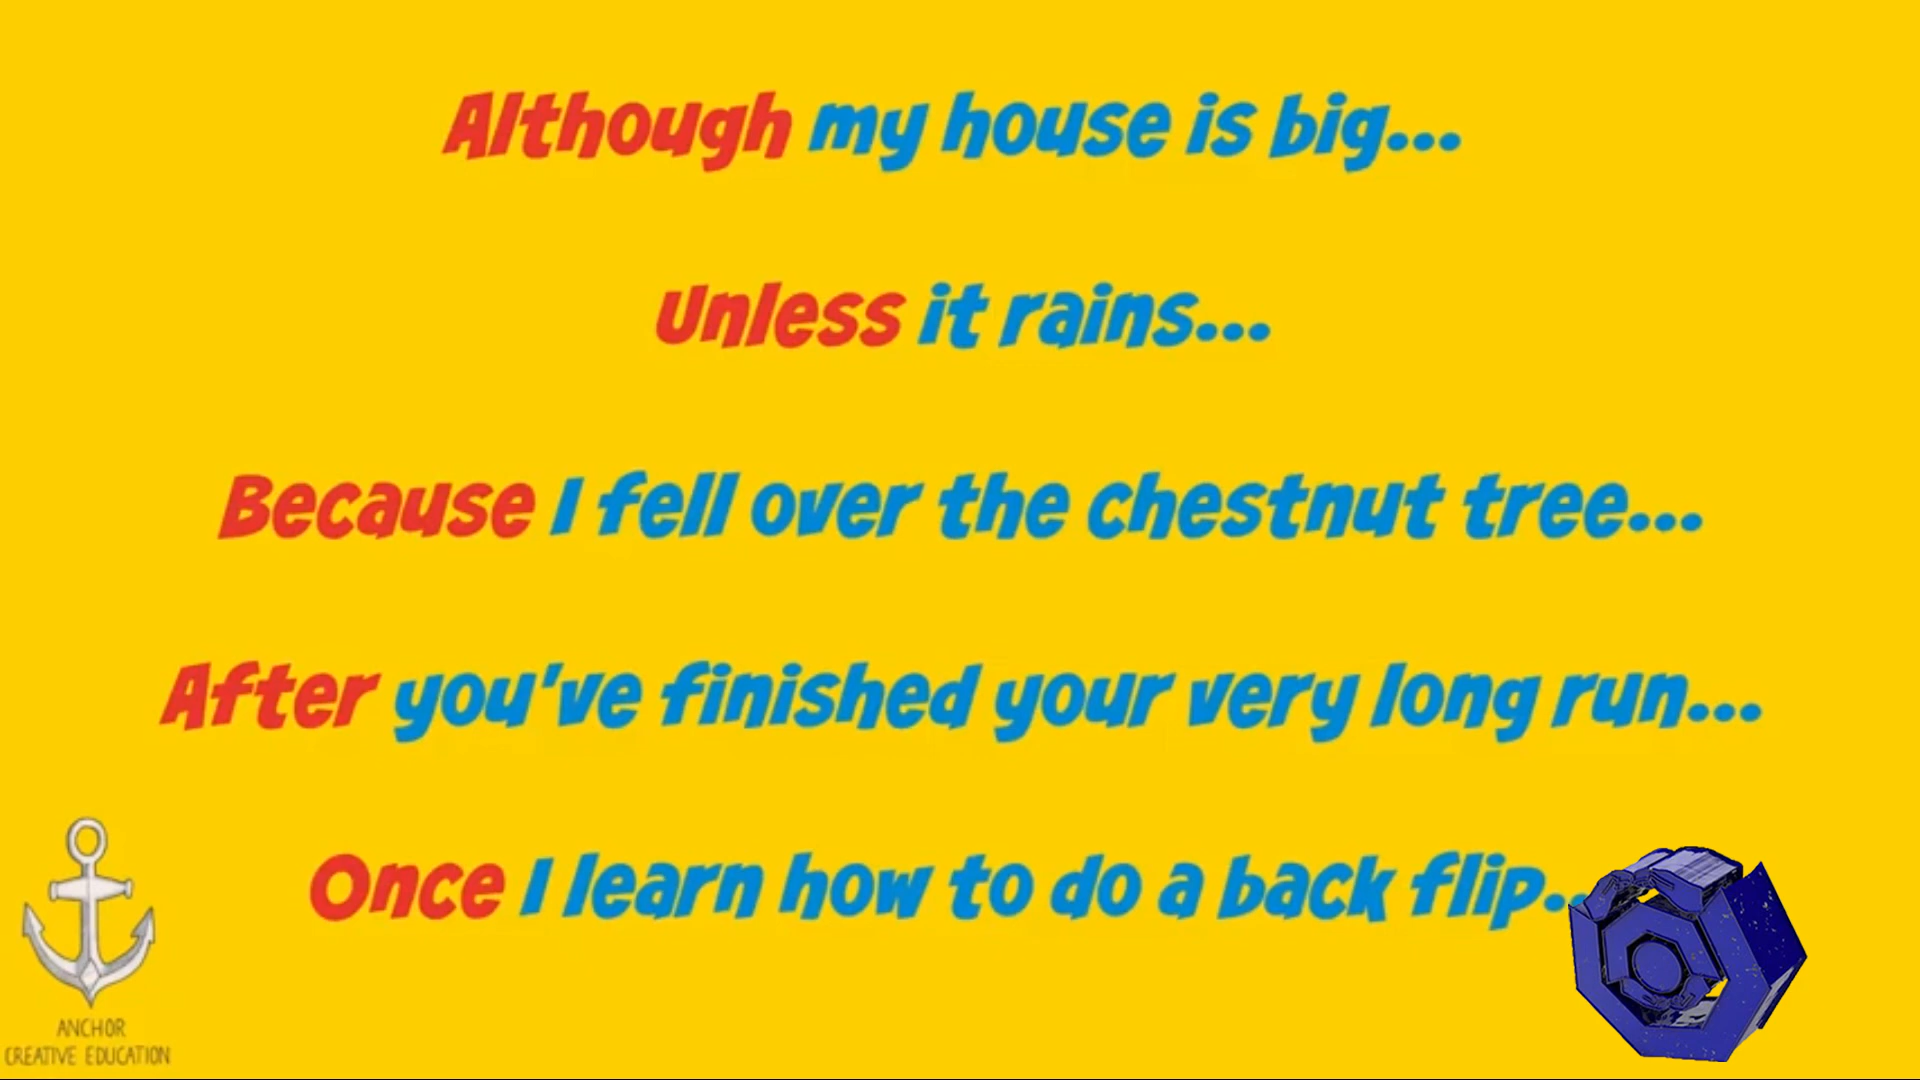 Although my house is big...
Unless it rains...
Because I fell over the chestnut tree...
After you've finished your very long run...
Once I learn how to do a back flip..
ANCHOR
CREATIVE EDUCATION